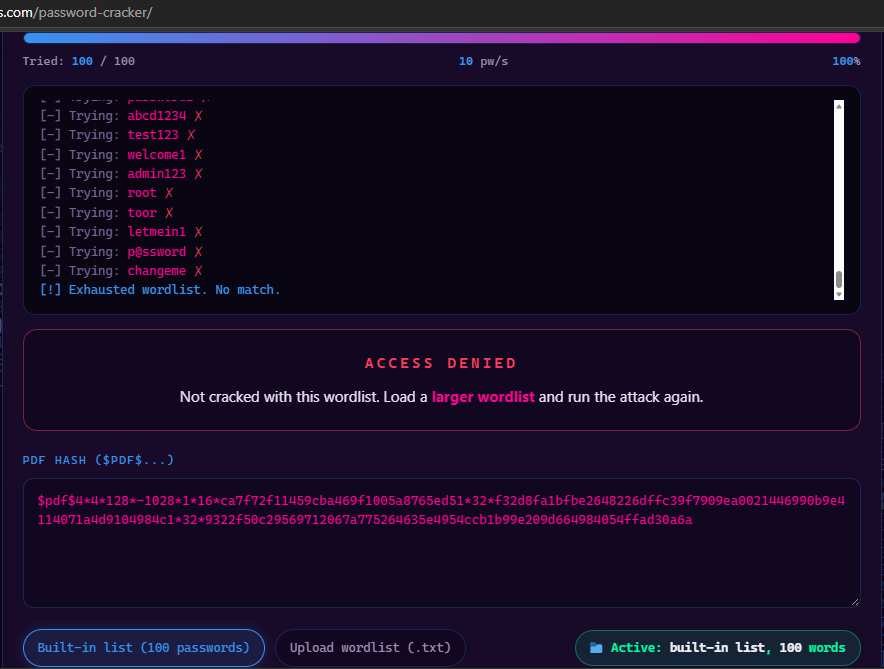 s.com/password-cracker/
Tried: 100 / 100 10 pw/s 100%
[-] Trying: abcd1234 ✗
[-] Trying: test123 ✗
[-] Trying: welcome1 ✗
[-] Trying: admin123 ✗
[-] Trying: root ✗
[-] Trying: toor ✗
[-] Trying: letmein1 ✗
[-] Trying: p@ssword ✗
[-] Trying: changeme ✗
[!] Exhausted wordlist. No match.
ACCESS DENIED
Not cracked with this wordlist. Load a larger wordlist and run the attack again.
PDF HASH ($PDF$...)
$pdf$4*4*128*-1028*1*16*ca7f72f11459cba469f1005a8765ed51*32*f32d8fa1bfbe2648226dffc39f7909ea0021446990b9e4
114071a4d9104984c1*32*9322f50c29569712067a775264635e4954ccb1b99e209d664984054ffad30a6a
Built-in list (100 passwords) Upload wordlist (.txt) Active: built-in list, 100 words